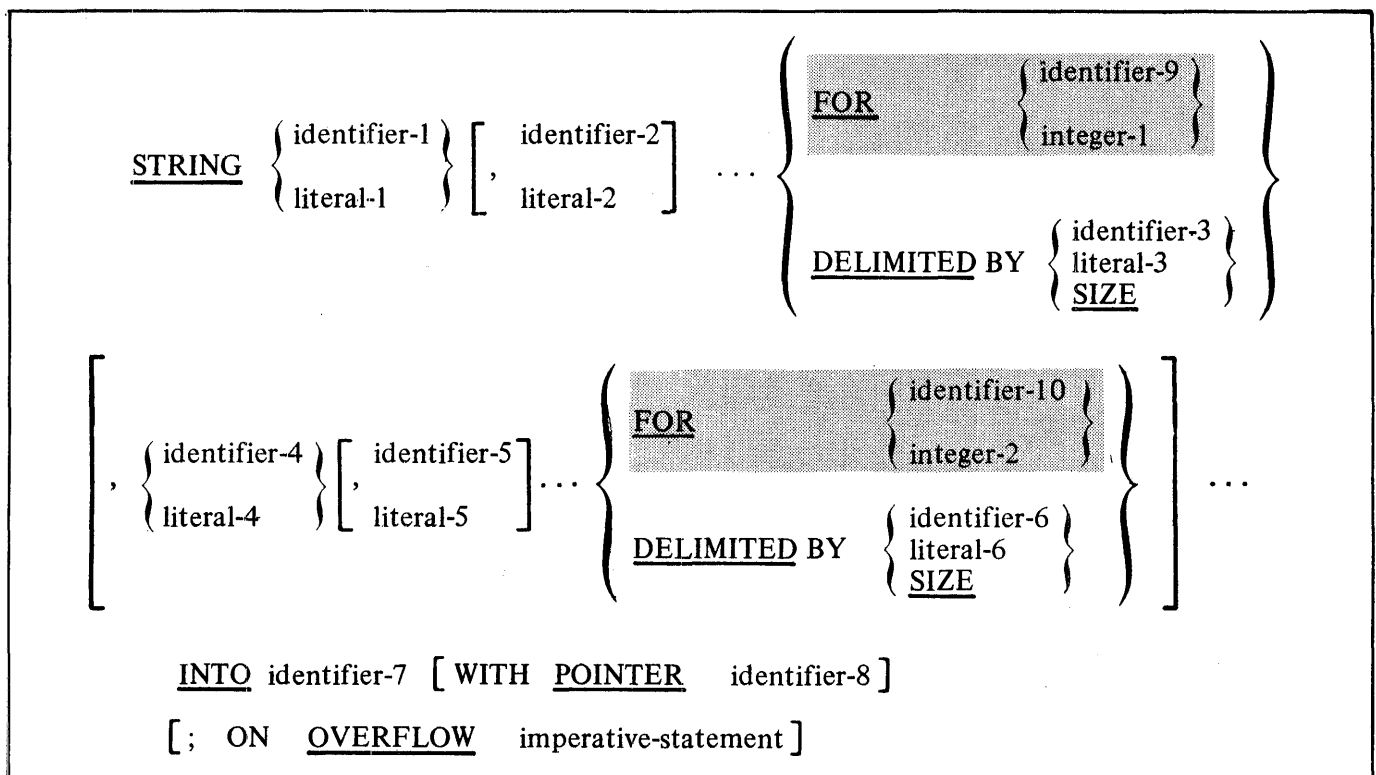 FOR { identifier-9
integer-1 }
STRING { identifier-1
literal-1 } [ , identifier-2
literal-2 ] ...
DELIMITED BY { identifier-3
literal-3
SIZE }
[ , { identifier-4
literal-4 } [ , identifier-5
literal-5 ] ...
FOR { identifier-10
integer-2 }
DELIMITED BY { identifier-6
literal-6
SIZE } ] ...
INTO identifier-7 [ WITH POINTER identifier-8 ]
[ ; ON OVERFLOW imperative-statement ]